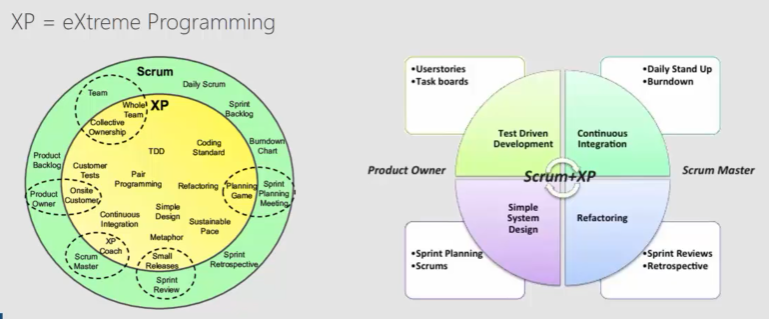 XP = eXtreme Programming
Scrum
Daily Scrum
Team
Sprint
Backlog
Whole
Team
XP
Collective
Ownership
TDD
Coding
Standard
Burndown
Chart
Product
Backlog
Customer
Tests
Pair
Programming
Refactoring
Planning
Game
Sprint
Planning
Meeting
Product
Owner
Onsite
Customer
Continuous
Integration
Simple
Design
Sustainable
Pace
Metaphor
XP
Coach
Scrum
Master
Small
Releases
Sprint
Retrospective
Sprint
Review
•Userstories
•Task boards
•Daily Stand Up
•Burndown
Test Driven
Development
Continuous
Integration
Product Owner
Scrum+XP
Scrum Master
Simple
System
Design
Refactoring
•Sprint Planning
•Scrums
•Sprint Reviews
•Retrospective